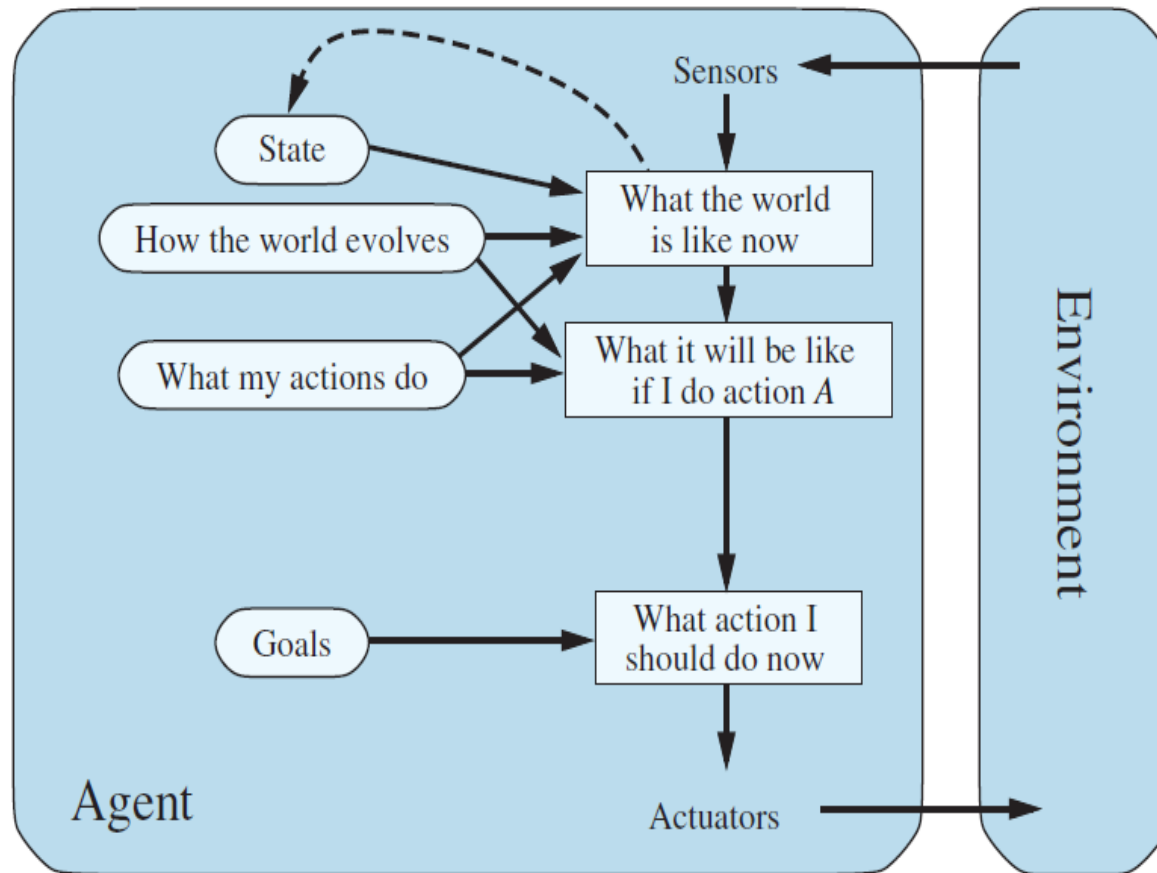 Sensors
State
What the world
is like now
How the world evolves
What it will be like
if I do action A
What my actions do
Environment
What action I
should do now
Goals
Agent
Actuators